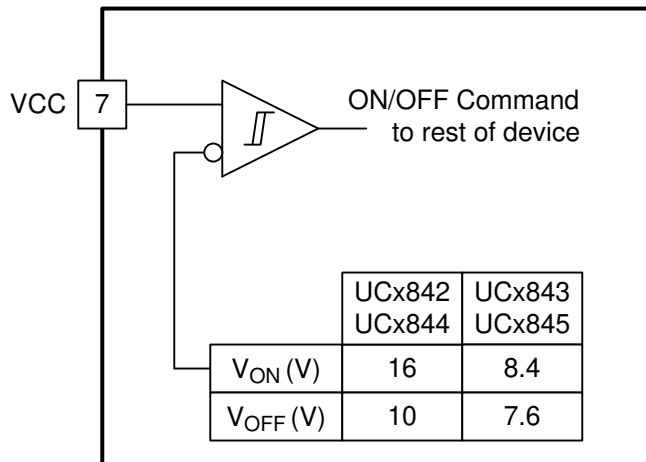 VCC 7
ON/OFF Command
to rest of device
UCx842 UCx843
UCx844 UCx845
VON (V) 16 8.4
VOFF (V) 10 7.6